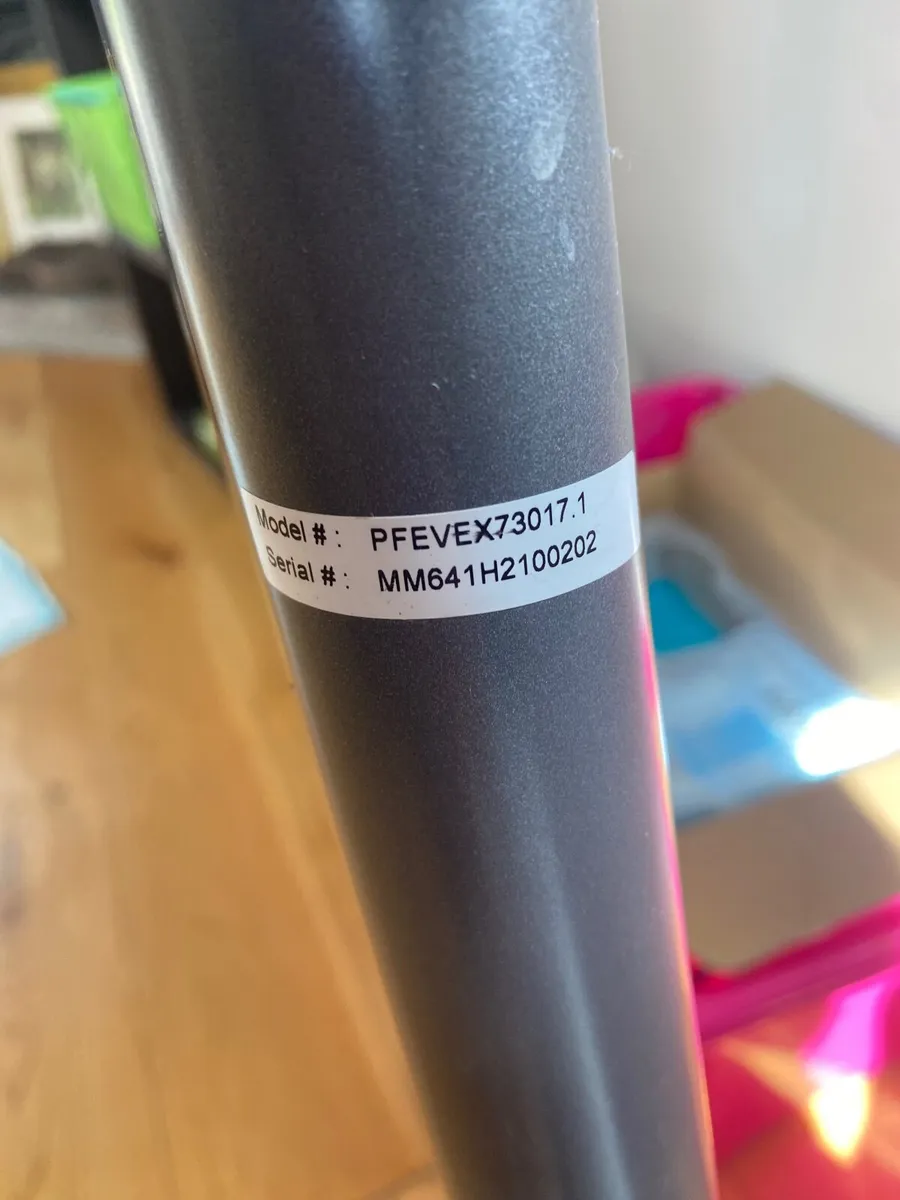 Model # : PFEVEX73017.1
Serial # : MM641H2100202